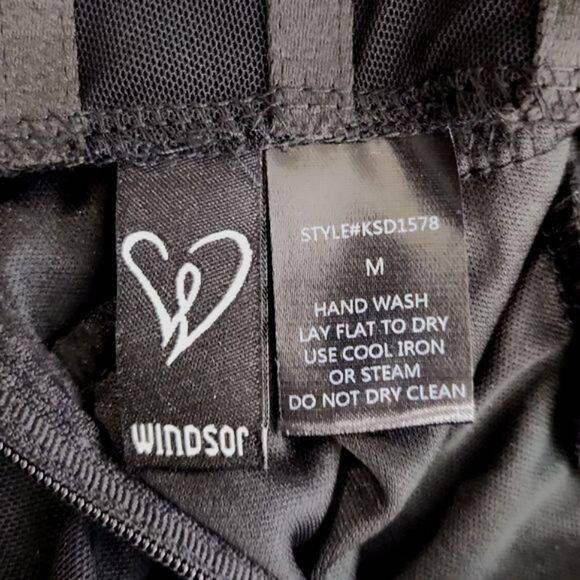 WINDSOR
STYLE#KSD1578
M
HAND WASH
LAY FLAT TO DRY
USE COOL IRON
OR STEAM
DO NOT DRY CLEAN